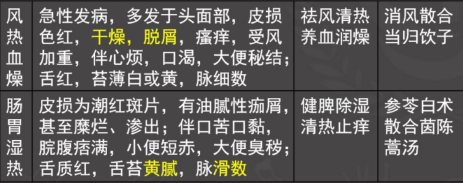 风热血燥
急性发病，多发于头面部，皮损
色红，干燥，脱屑，瘙痒，受风
加重，伴心烦，口渴，大便秘结；
舌红，苔薄白或黄，脉细数
祛风清热
养血润燥
消风散合
当归饮子
肠胃湿热
皮损为潮红斑片，有油腻性痂屑，
甚至糜烂、渗出；伴口苦口黏，
脘腹痞满，小便短赤，大便臭秽；
舌质红，舌苔黄腻，脉滑数
健脾除湿
清热止痒
参苓白术
散合茵陈
蒿汤